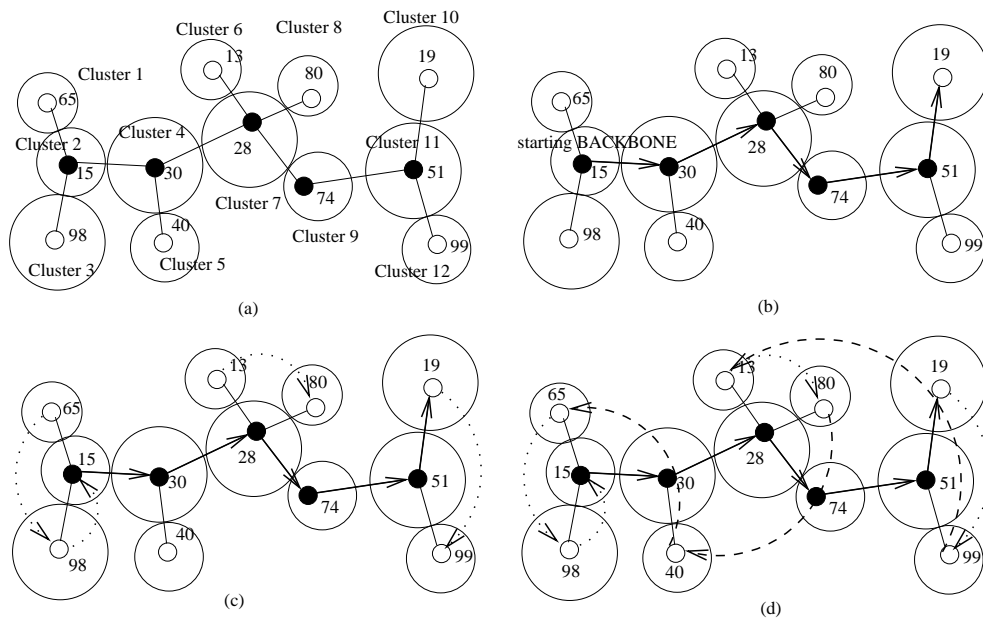 Cluster 10
Cluster 6
Cluster 8
13
19
Cluster 1
80
65
Cluster 2
Cluster 4
Cluster 11
28
15
30
51
Cluster 7
74
98
40
Cluster 9
99
Cluster 3
Cluster 5
Cluster 12
(a)
13
19
80
65
starting BACKBONE
28
15
30
51
74
98
40
99
(b)
13
19
80
65
15
28
30
51
74
40
98
99
(c)
13
19
80
65
15
28
30
51
74
98
40
99
(d)